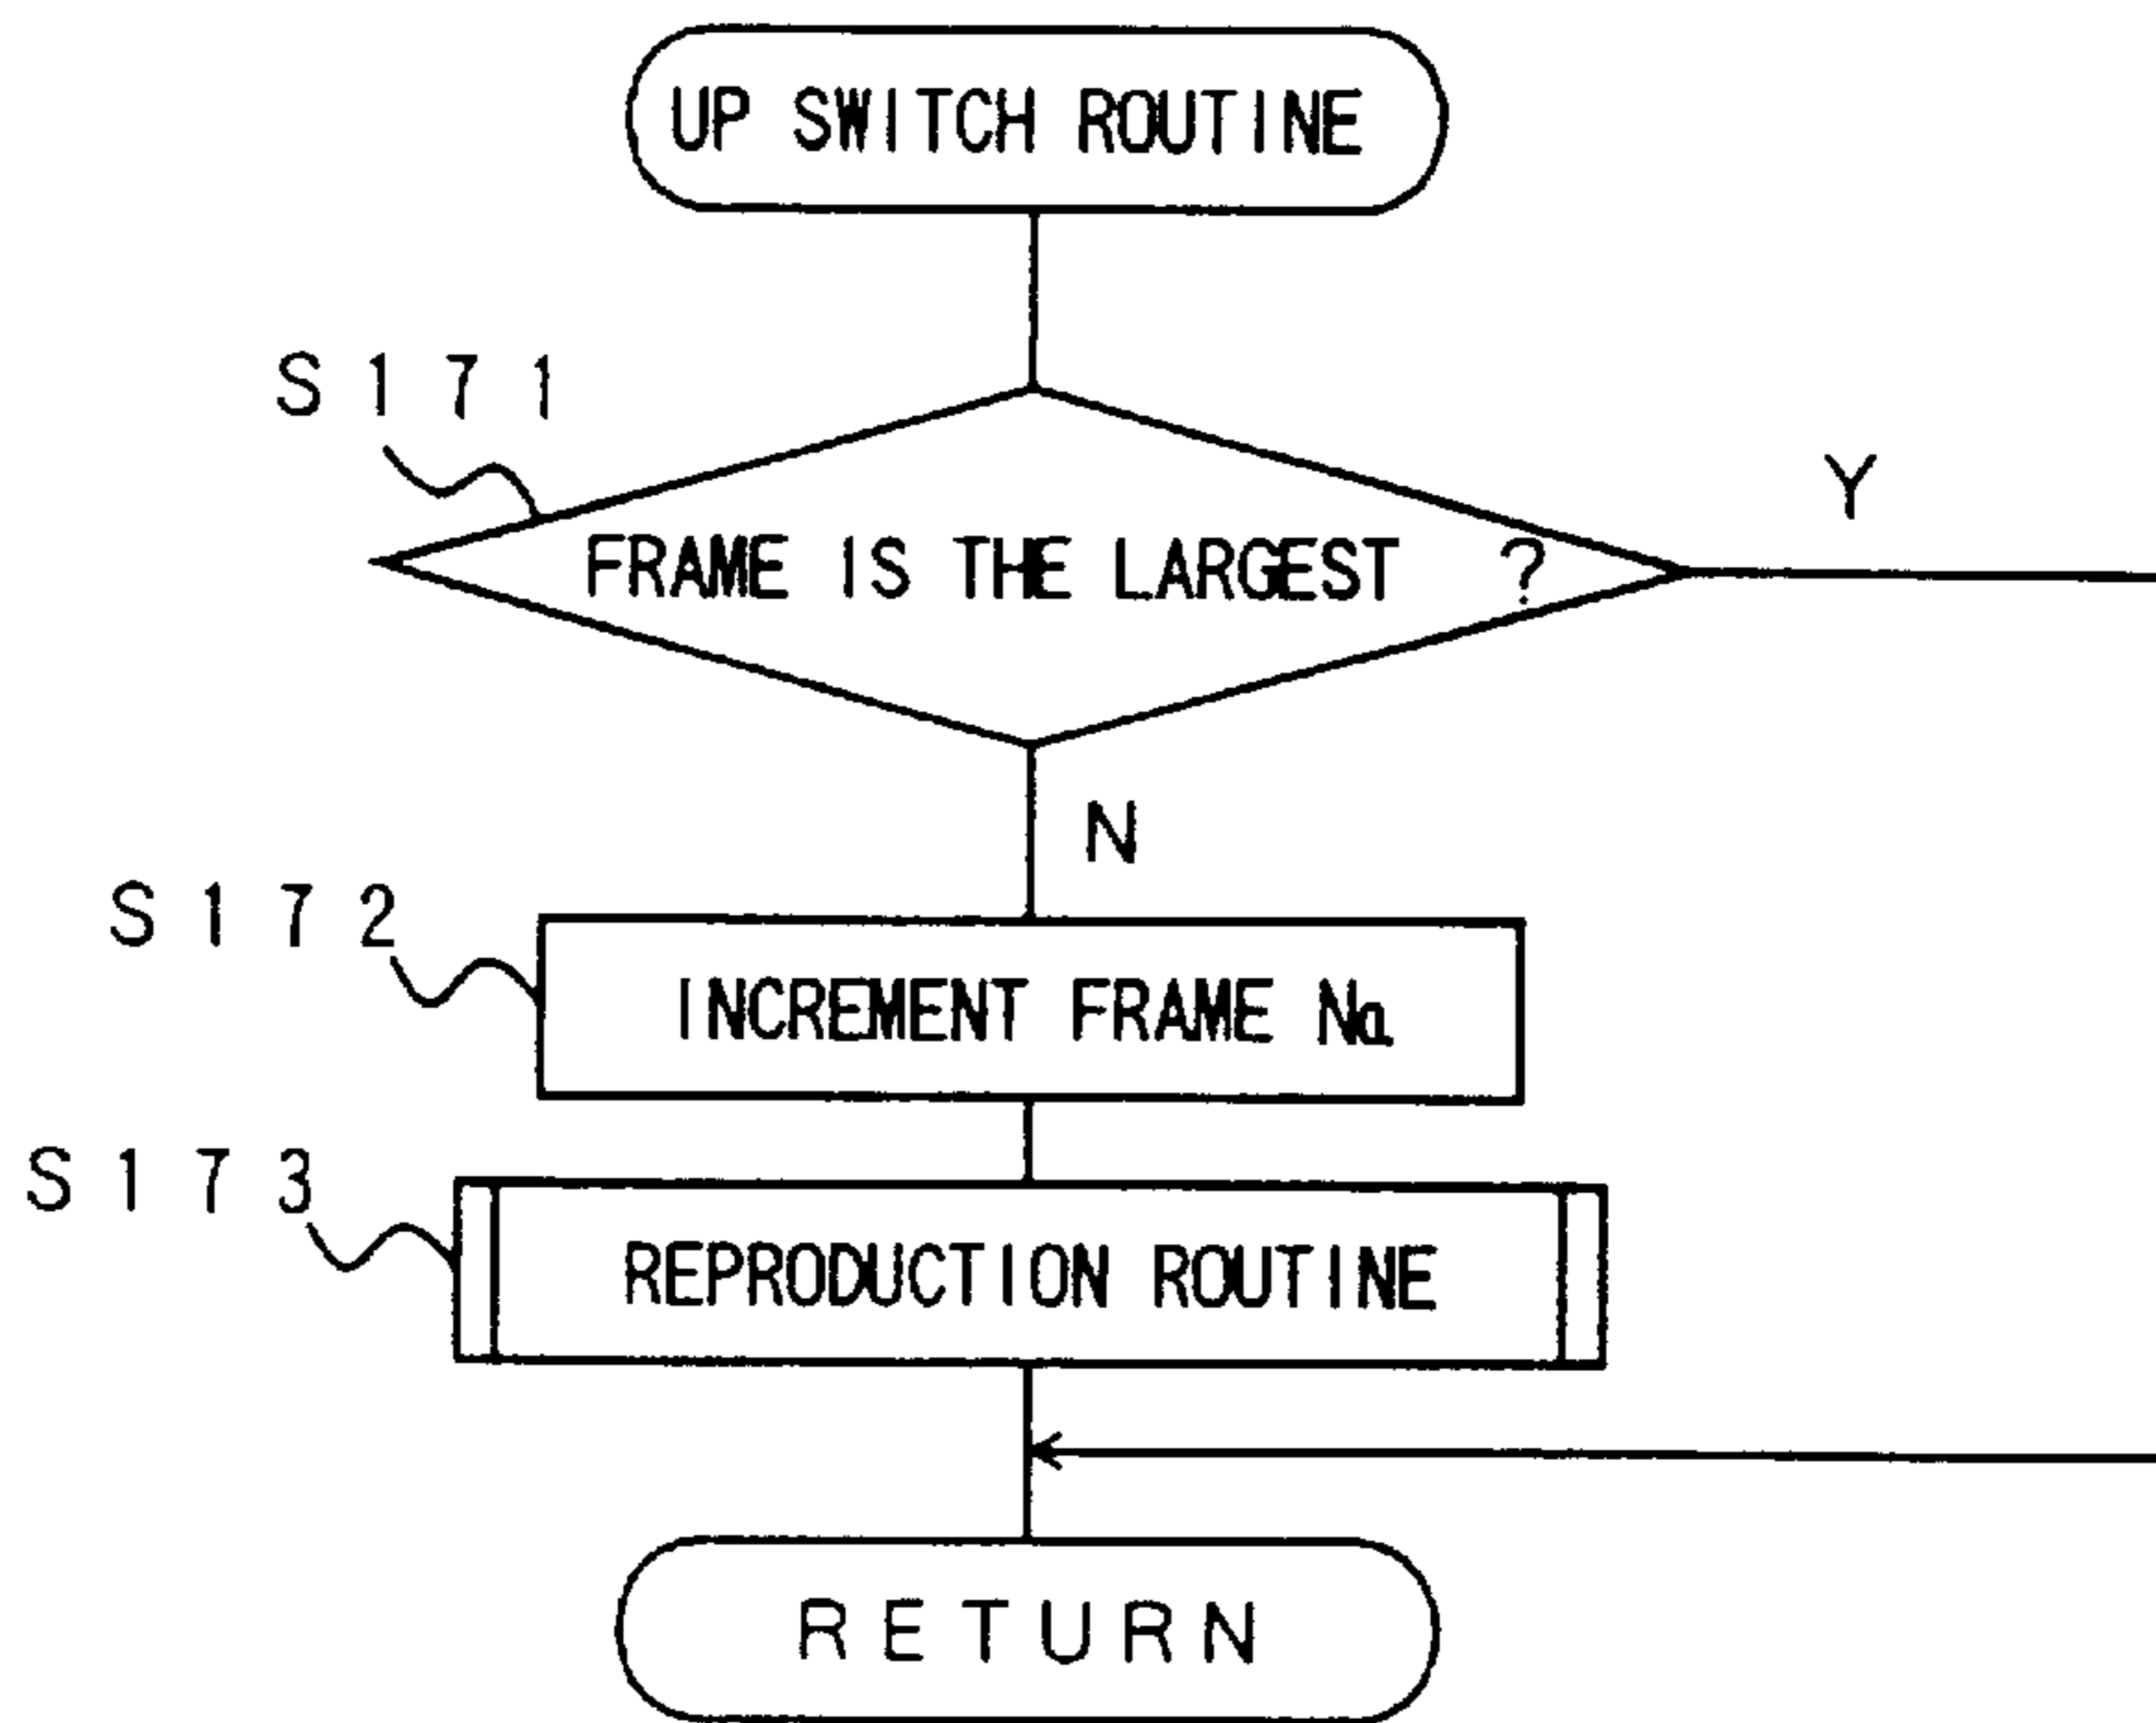 UP SWITCH ROUTINE
S171
Y
FRAME IS THE LARGEST ?
N
S172
INCREMENT FRAME No.
S173
REPRODUCTION ROUTINE
RETURN